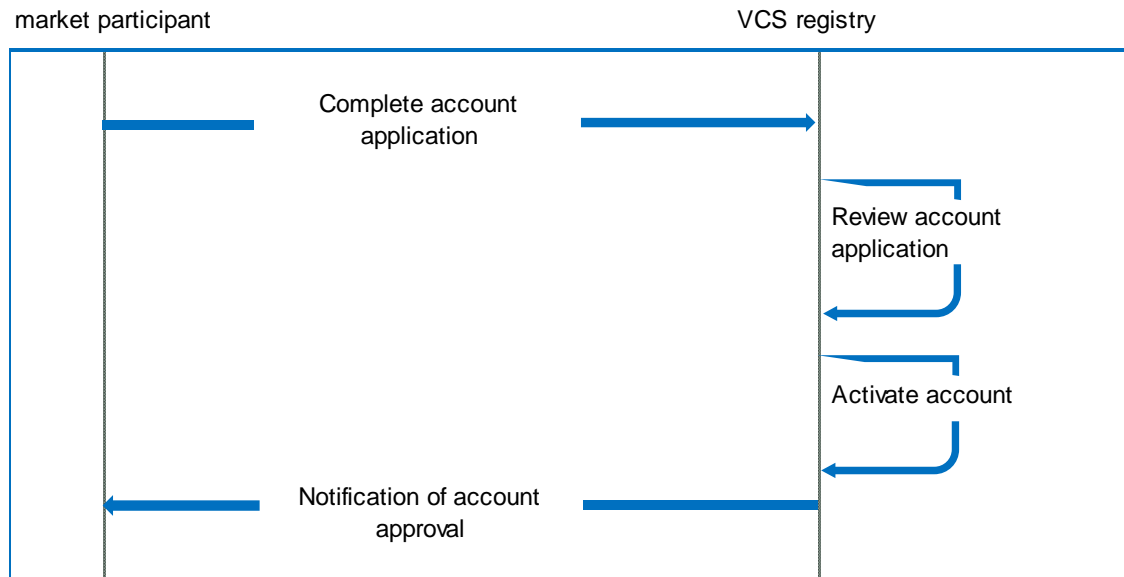 market participant
VCS registry
Complete account
application
Review account
application
Activate account
Notification of account
approval